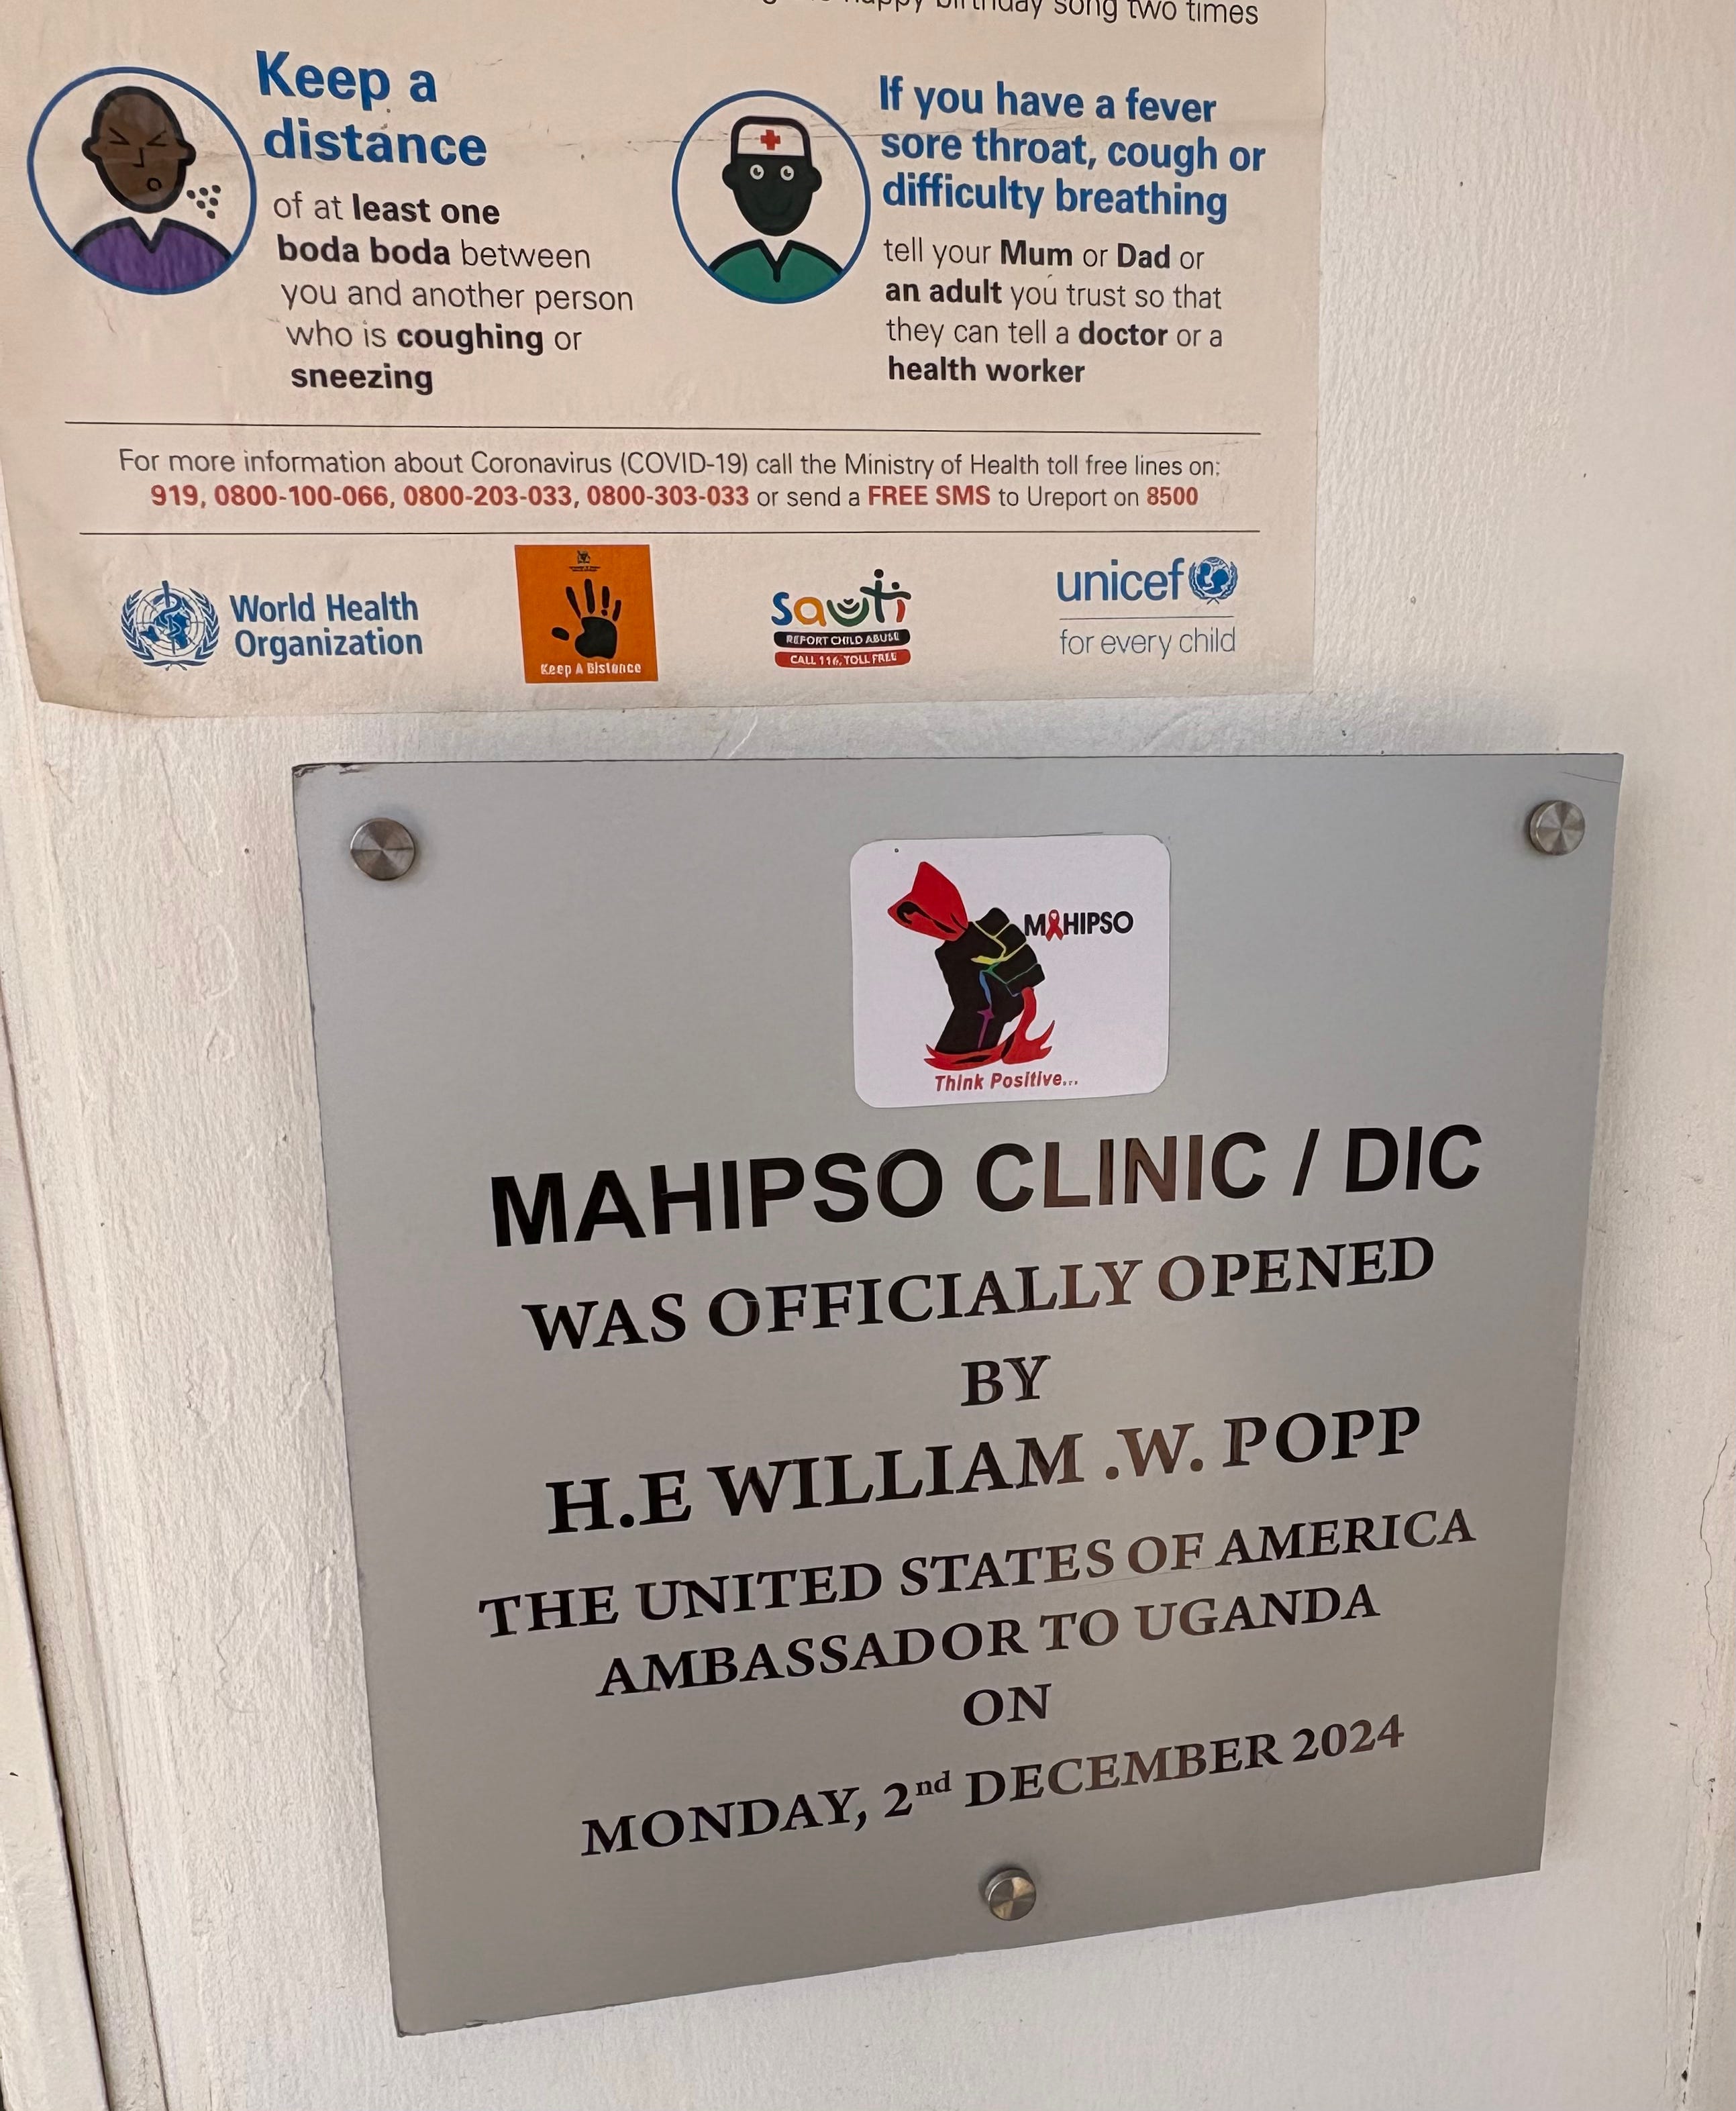 happy birthday song two times
Keep a
distance
of at least one
boda boda between
you and another person
who is coughing or
sneezing
If you have a fever
sore throat, cough or
difficulty breathing
tell your Mum or Dad or
an adult you trust so that
they can tell a doctor or a
health worker
For more information about Coronavirus (COVID-19) call the Ministry of Health toll free lines on:
919, 0800-100-066, 0800-203-033, 0800-303-033 or send a FREE SMS to Ureport on 8500
World Health
Organization
Keep A Distance
sauti
REPORT CHILD ABUSE
CALL 116, TOLL FREE
unicef
for every child
MAHIPSO
Think Positive...
MAHIPSO CLINIC / DIC
WAS OFFICIALLY OPENED
BY
H.E WILLIAM .W. POPP
THE UNITED STATES OF AMERICA
AMBASSADOR TO UGANDA
ON
MONDAY, 2nd DECEMBER 2024